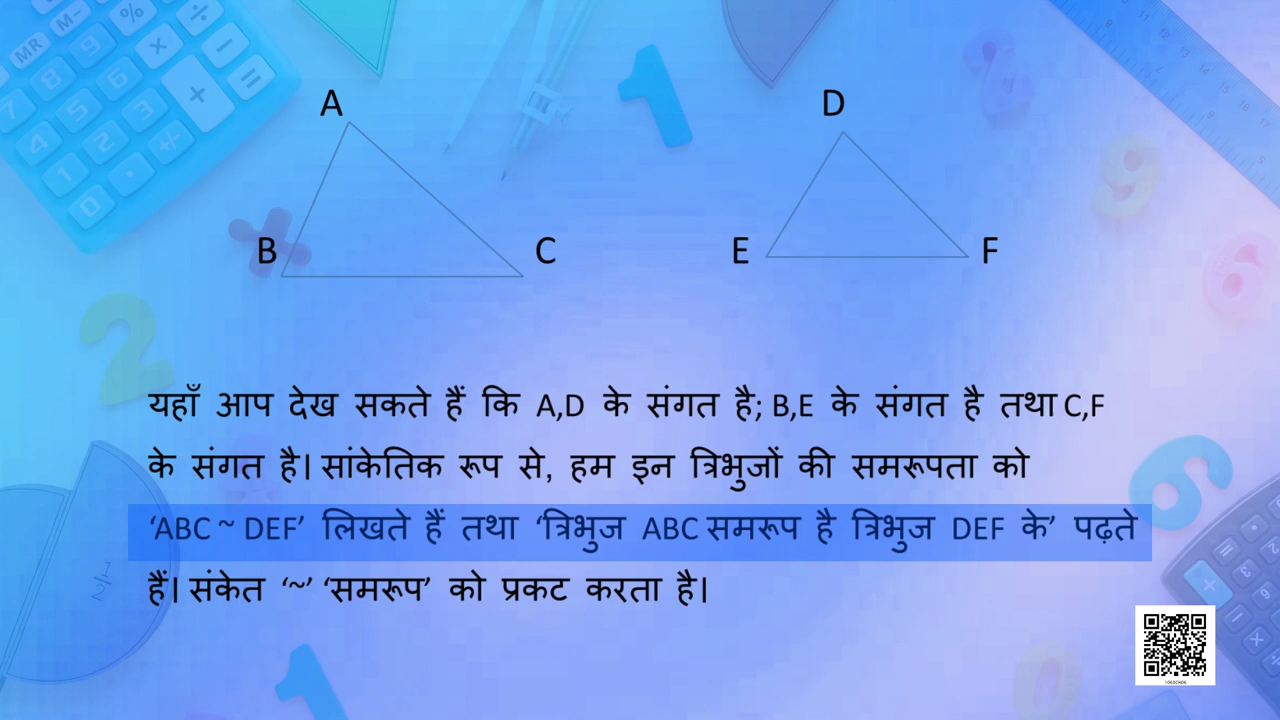 A
D
B
C
E
F
यहाँ आप देख सकते हैं कि A,D के संगत है; B,E के संगत है तथा C,F
के संगत है। सांकेतिक रूप से, हम इन त्रिभुजों की समरूपता को
‘ABC ~ DEF’ लिखते हैं तथा ‘त्रिभुज ABC समरूप है त्रिभुज DEF के’ पढ़ते
हैं। संकेत ‘~’ ‘समरूप’ को प्रकट करता है।